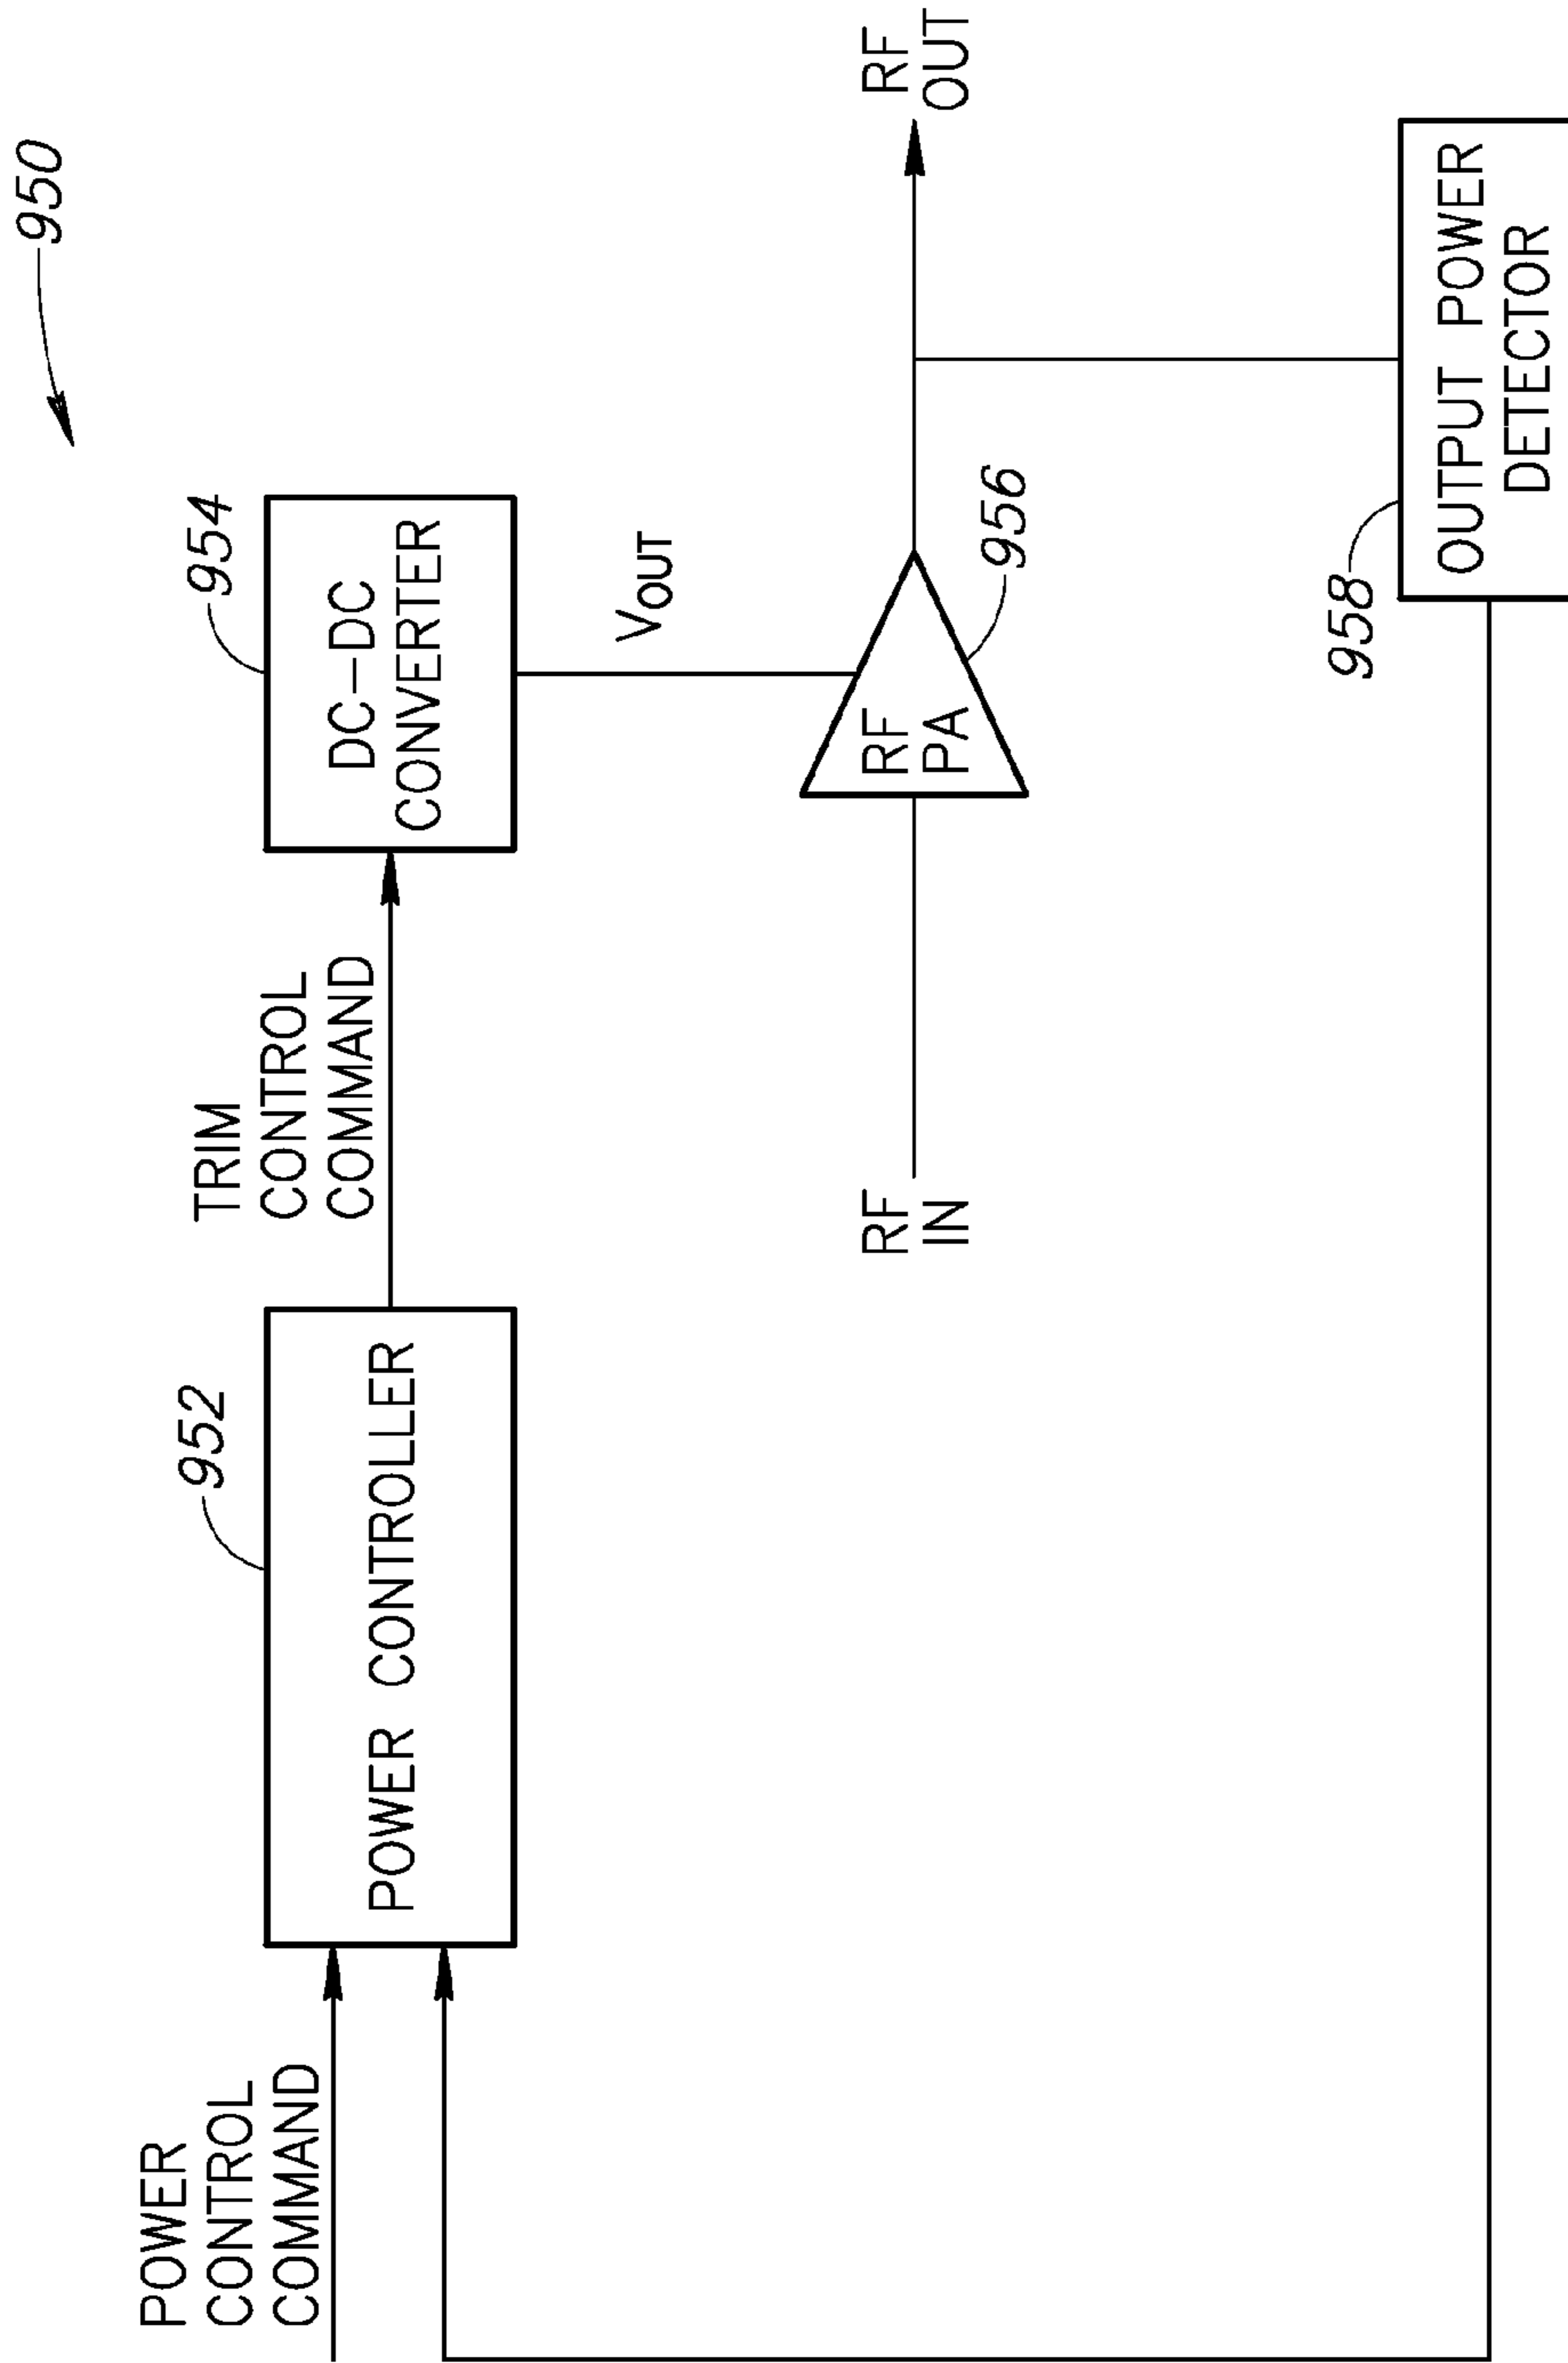 950
POWER
CONTROL
COMMAND
952
POWER CONTROLLER
TRIM
CONTROL
COMMAND
954
DC-DC
CONVERTER
VOUT
RF
IN
RF
PA
956
RF
OUT
958
OUTPUT POWER
DETECTOR